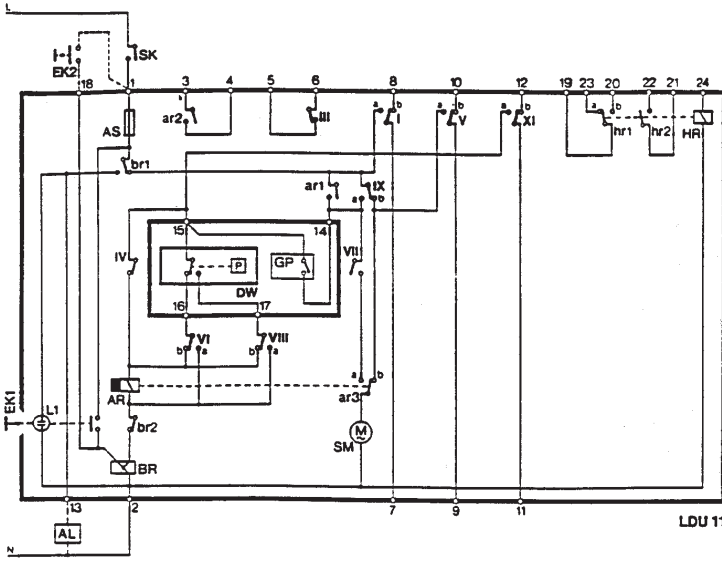 L
EK2
SK
18 1 3 4 5 6 8 10 12 19 23 20 22 21 24
AS
ar2
III
a b I
a b V
a b XI
a b hr1
hr2
HR
br1
ar1
IX
a b
15
14
IV
P
GP
VII
DW
16
17
VI
VIII
b a
b a
a b
AR
ar3
EK1
L1
br2
M
SM
BR
13 2 7 9 11
AL
LDU 11
N